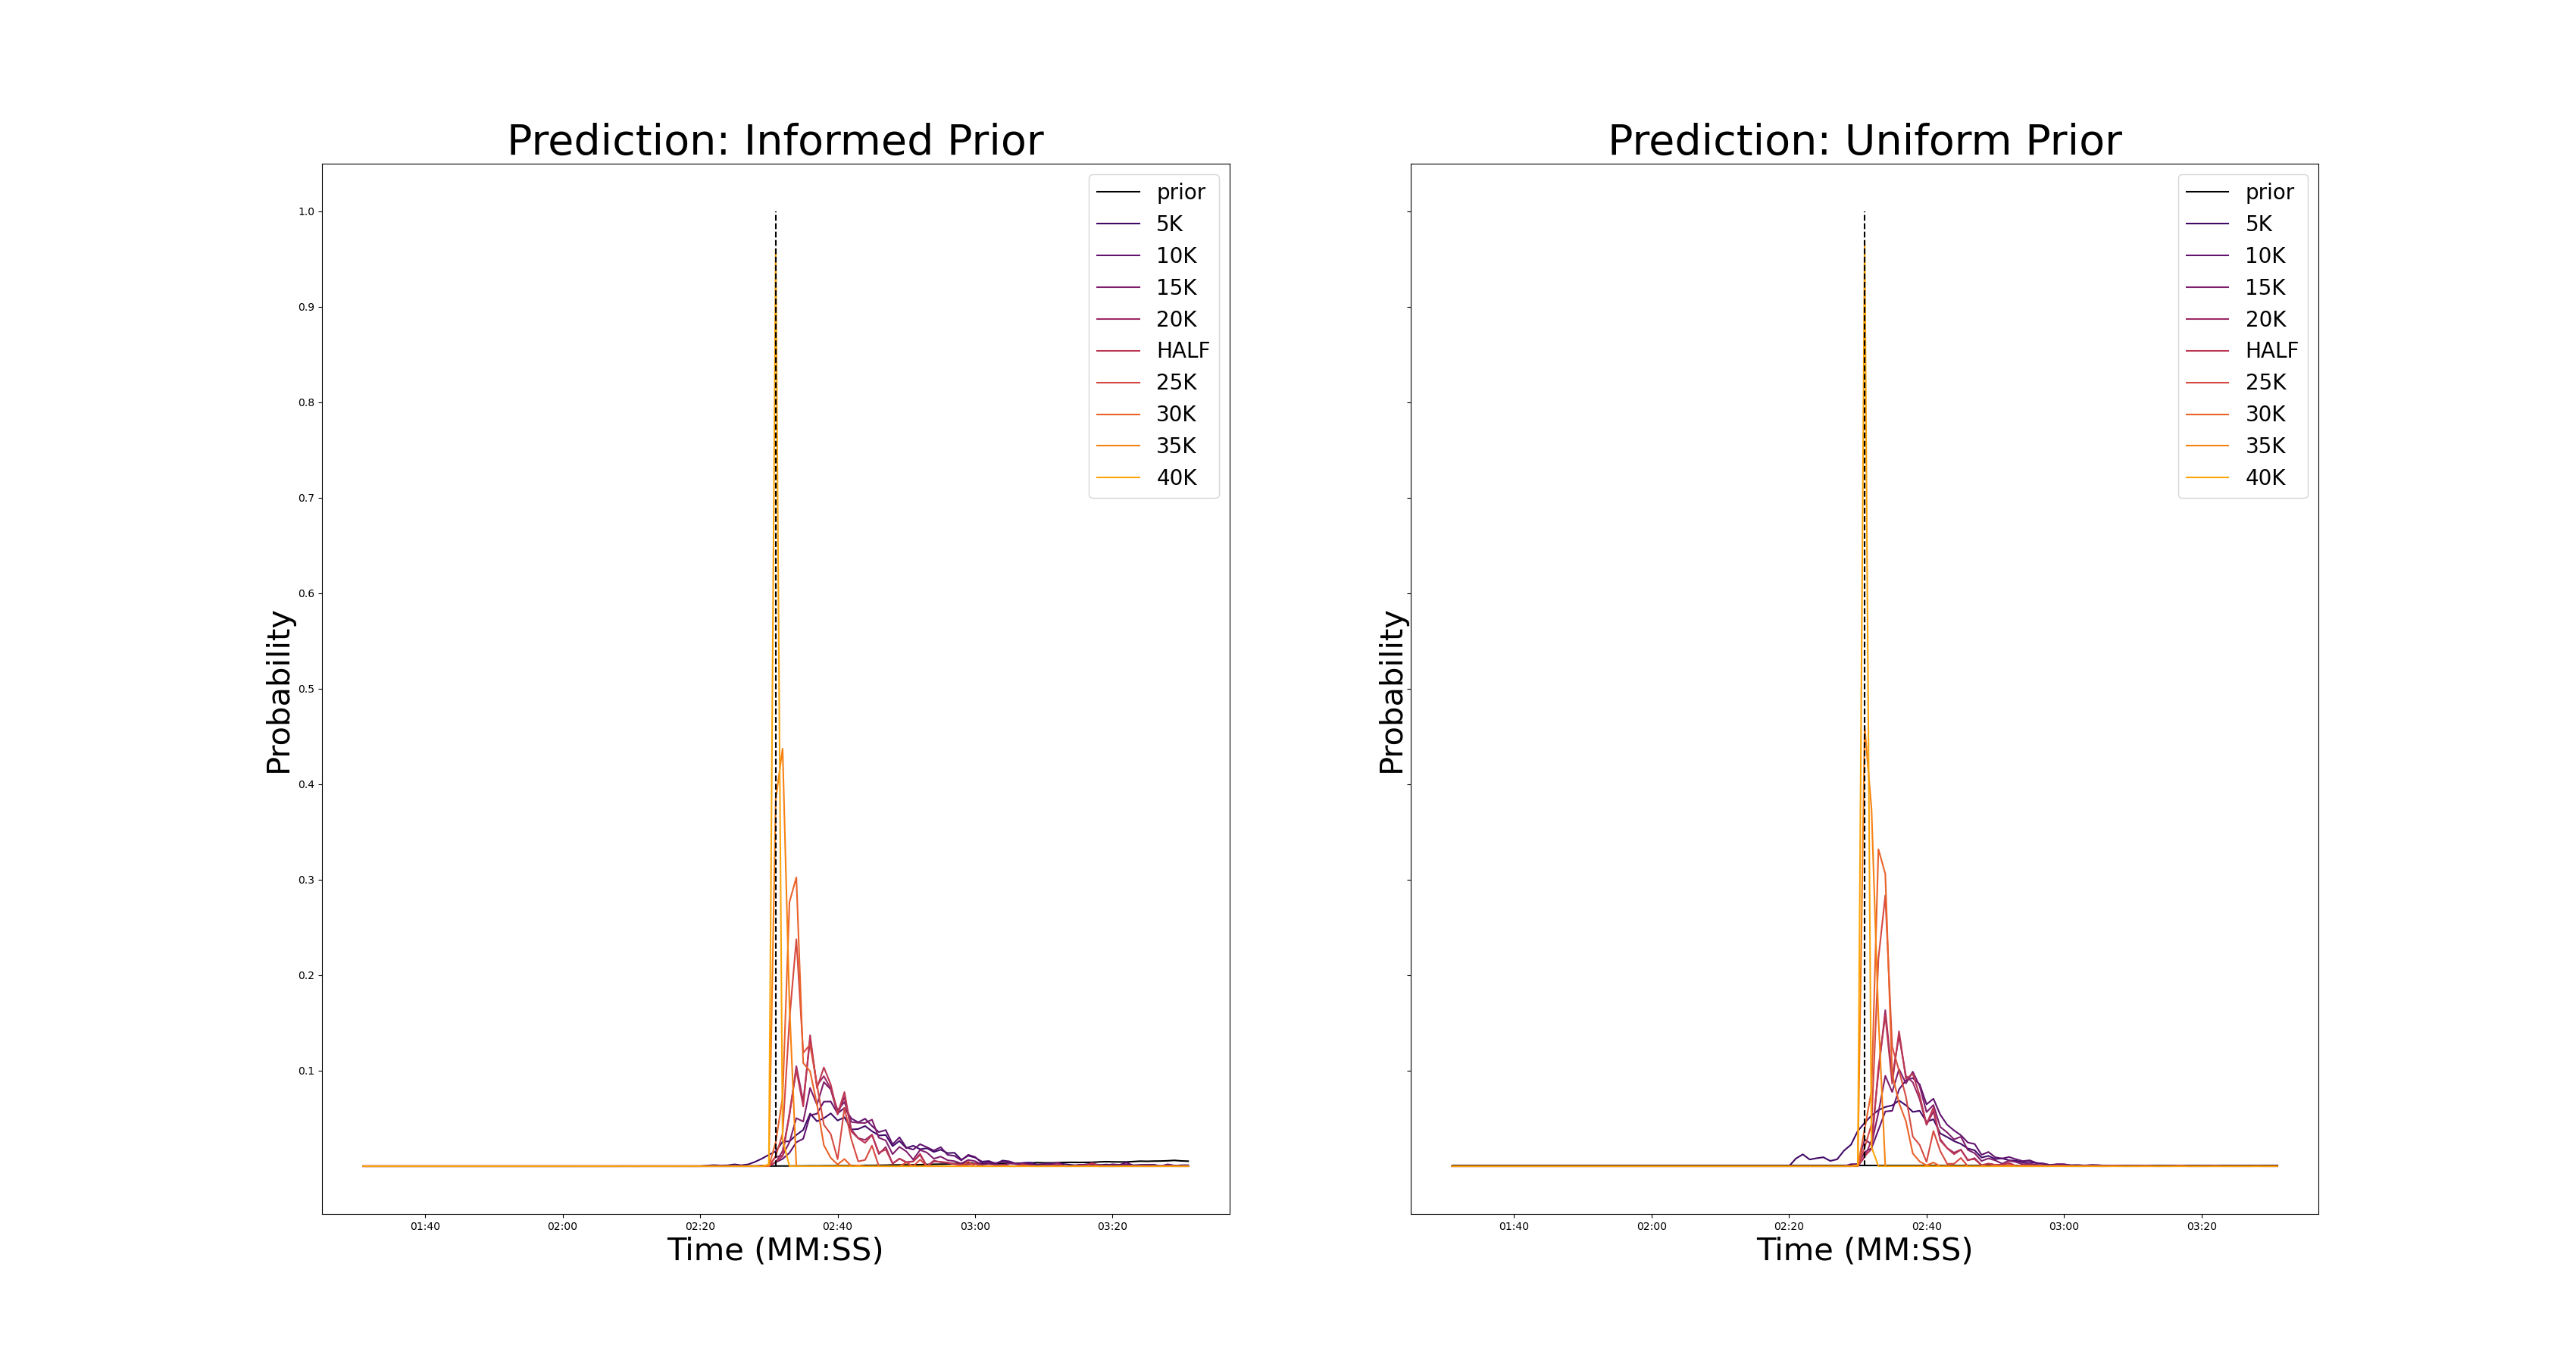 Prediction: Informed Prior
Probability
1.0
0.9
0.8
0.7
0.6
0.5
0.4
0.3
0.2
0.1
prior
5K
10K
15K
20K
HALF
25K
30K
35K
40K
01:40 02:00 02:20 02:40 03:00 03:20
Time (MM:SS)
Prediction: Uniform Prior
Probability
prior
5K
10K
15K
20K
HALF
25K
30K
35K
40K
01:40 02:00 02:20 02:40 03:00 03:20
Time (MM:SS)